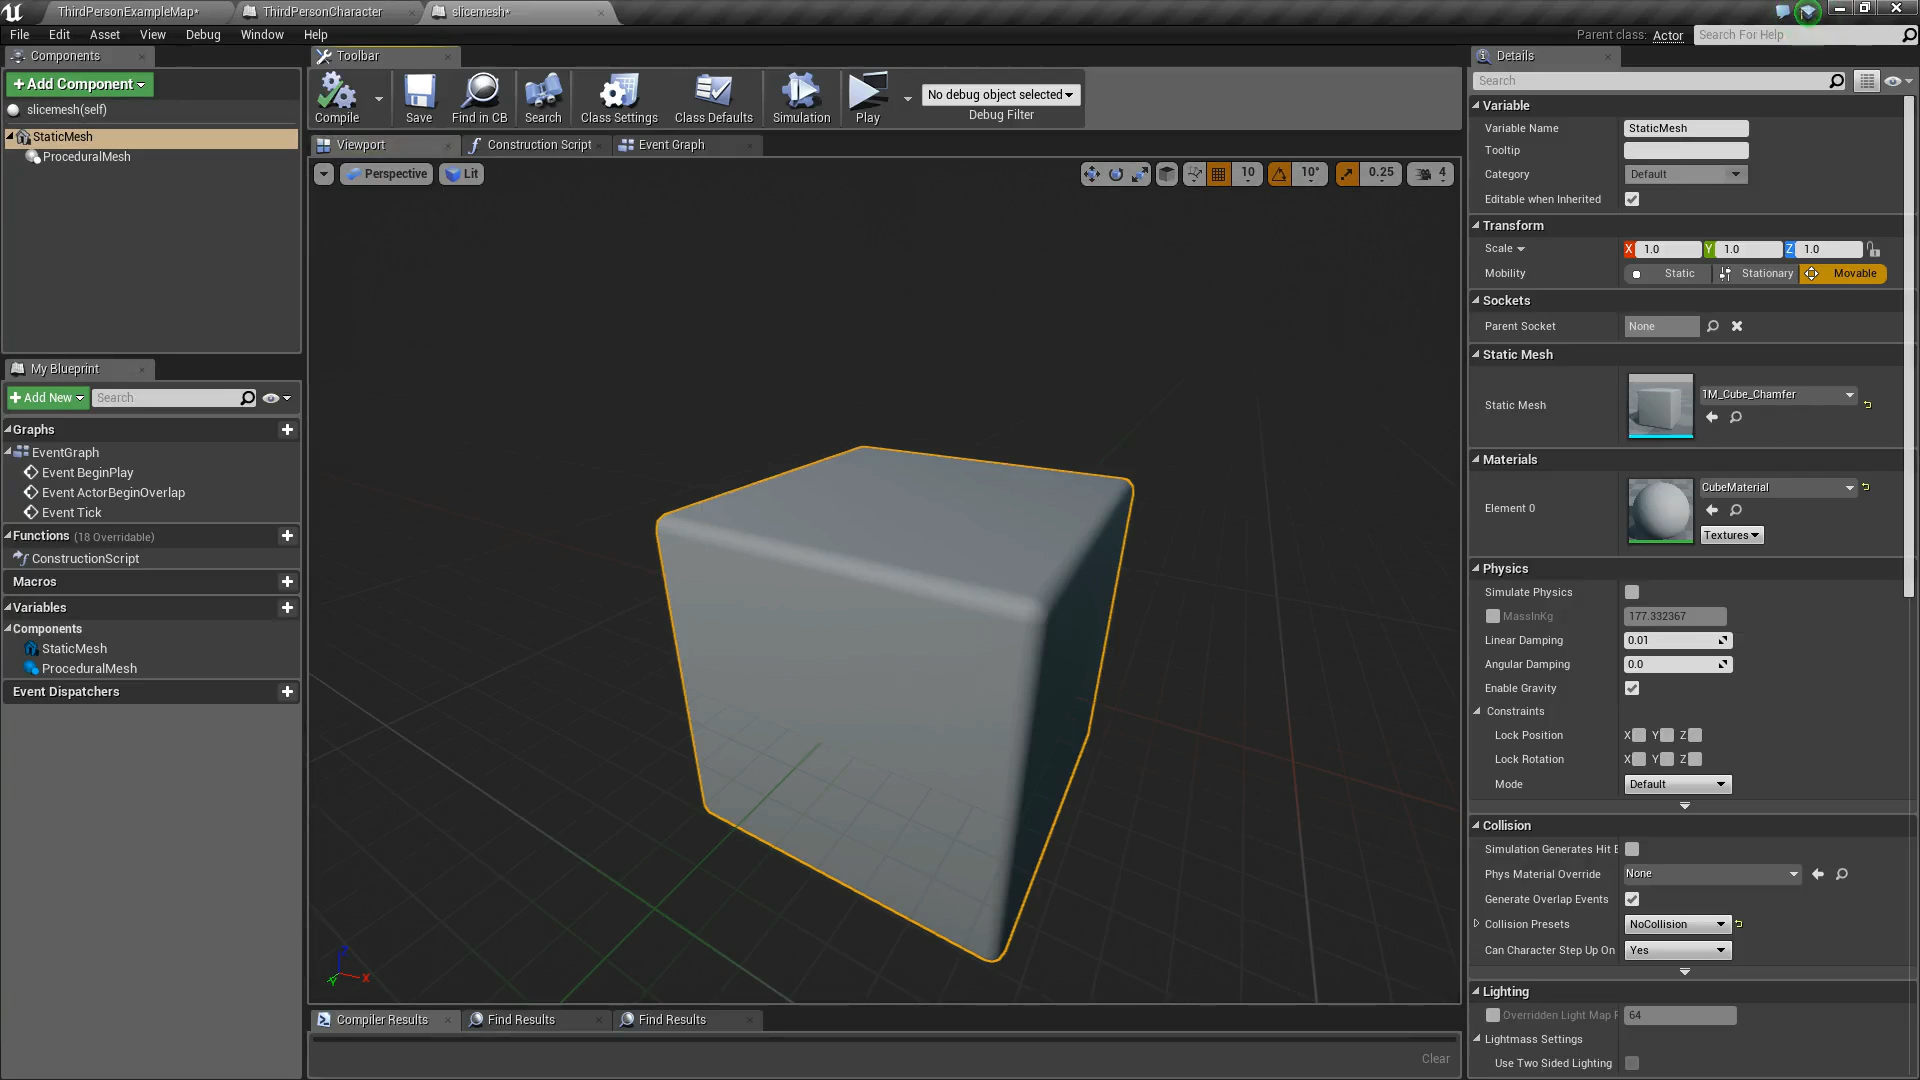 ThirdPersonExampleMap*
ThirdPersonCharacter
slicemesh*
File Edit Asset View Debug Window Help
Parent class: Actor
Search For Help
Components
+ Add Component
slicemesh(self)
StaticMesh
ProceduralMesh
My Blueprint
+ Add New
Search
Graphs
EventGraph
Event BeginPlay
Event ActorBeginOverlap
Event Tick
Functions (18 Overridable)
ConstructionScript
Macros
Variables
Components
StaticMesh
ProceduralMesh
Event Dispatchers
Toolbar
Compile
Save
Find in CB
Search
Class Settings
Class Defaults
Simulation
Play
No debug object selected
Debug Filter
Viewport
Construction Script
Event Graph
Perspective
Lit
10
10°
0.25
4
Z
X
Y
Compiler Results
Find Results
Find Results
Clear
Details
Search
Variable
Variable Name StaticMesh
Tooltip
Category Default
Editable when Inherited
Transform
Scale X 1.0 Y 1.0 Z 1.0
Mobility Static Stationary Movable
Sockets
Parent Socket None
Static Mesh
Static Mesh 1M_Cube_Chamfer
Materials
Element 0 CubeMaterial
Textures
Physics
Simulate Physics
MassInKg 177.332367
Linear Damping 0.01
Angular Damping 0.0
Enable Gravity
Constraints
Lock Position X Y Z
Lock Rotation X Y Z
Mode Default
Collision
Simulation Generates Hit E
Phys Material Override None
Generate Overlap Events
Collision Presets NoCollision
Can Character Step Up On Yes
Lighting
Overridden Light Map F 64
Lightmass Settings
Use Two Sided Lighting